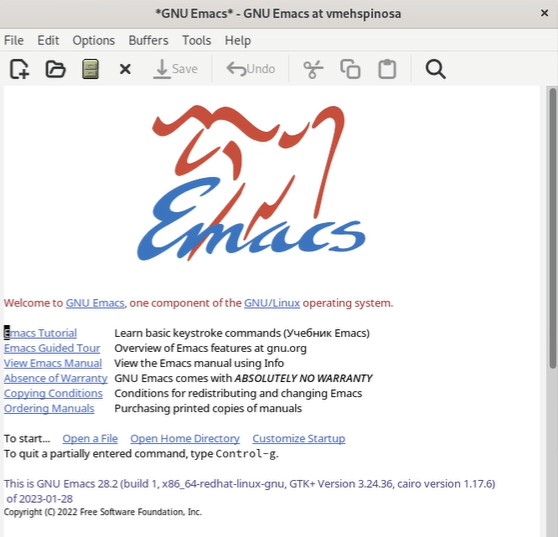 *GNU Emacs* - GNU Emacs at vmehspinosa
File Edit Options Buffers Tools Help
Save Undo
Emacs
Welcome to GNU Emacs, one component of the GNU/Linux operating system.
Emacs Tutorial Learn basic keystroke commands (Учебник Emacs)
Emacs Guided Tour Overview of Emacs features at gnu.org
View Emacs Manual View the Emacs manual using Info
Absence of Warranty GNU Emacs comes with ABSOLUTELY NO WARRANTY
Copying Conditions Conditions for redistributing and changing Emacs
Ordering Manuals Purchasing printed copies of manuals
To start... Open a File Open Home Directory Customize Startup
To quit a partially entered command, type Control-g.
This is GNU Emacs 28.2 (build 1, x86_64-redhat-linux-gnu, GTK+ Version 3.24.36, cairo version 1.17.6)
of 2023-01-28
Copyright (C) 2022 Free Software Foundation, Inc.